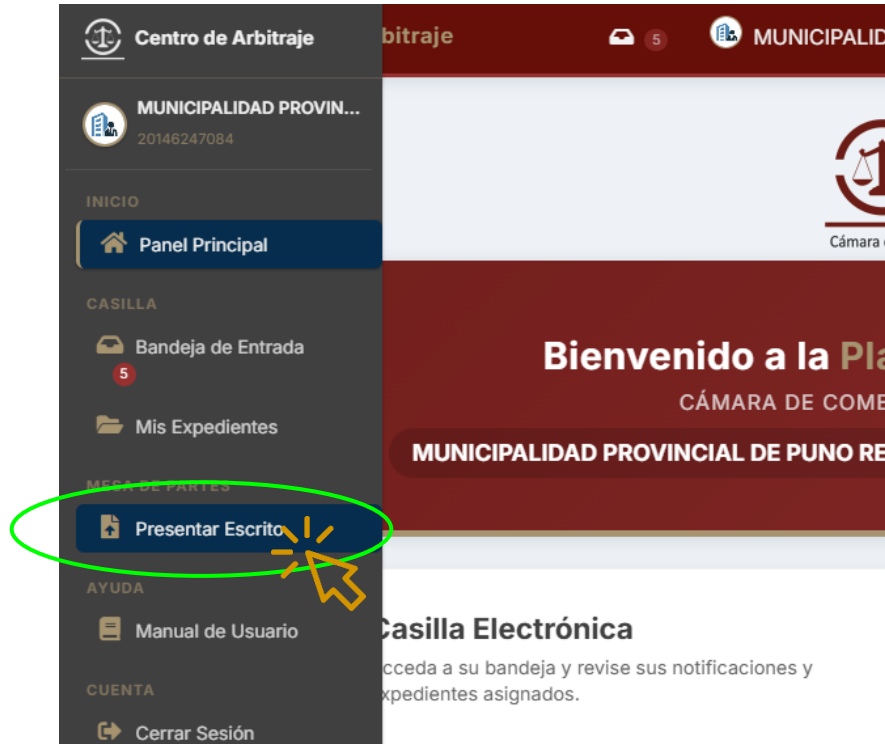 Centro de Arbitraje
MUNICIPALIDAD PROVIN...
20146247084
INICIO
Panel Principal
CASILLA
Bandeja de Entrada
5
Mis Expedientes
MESA DE PARTES
Presentar Escrito
AYUDA
Manual de Usuario
CUENTA
Cerrar Sesión
bitraje
5
MUNICIPALID
Cámara
Bienvenido a la Pla
CÁMARA DE COME
MUNICIPALIDAD PROVINCIAL DE PUNO RE
Casilla Electrónica
cceda a su bandeja y revise sus notificaciones y
xpedientes asignados.